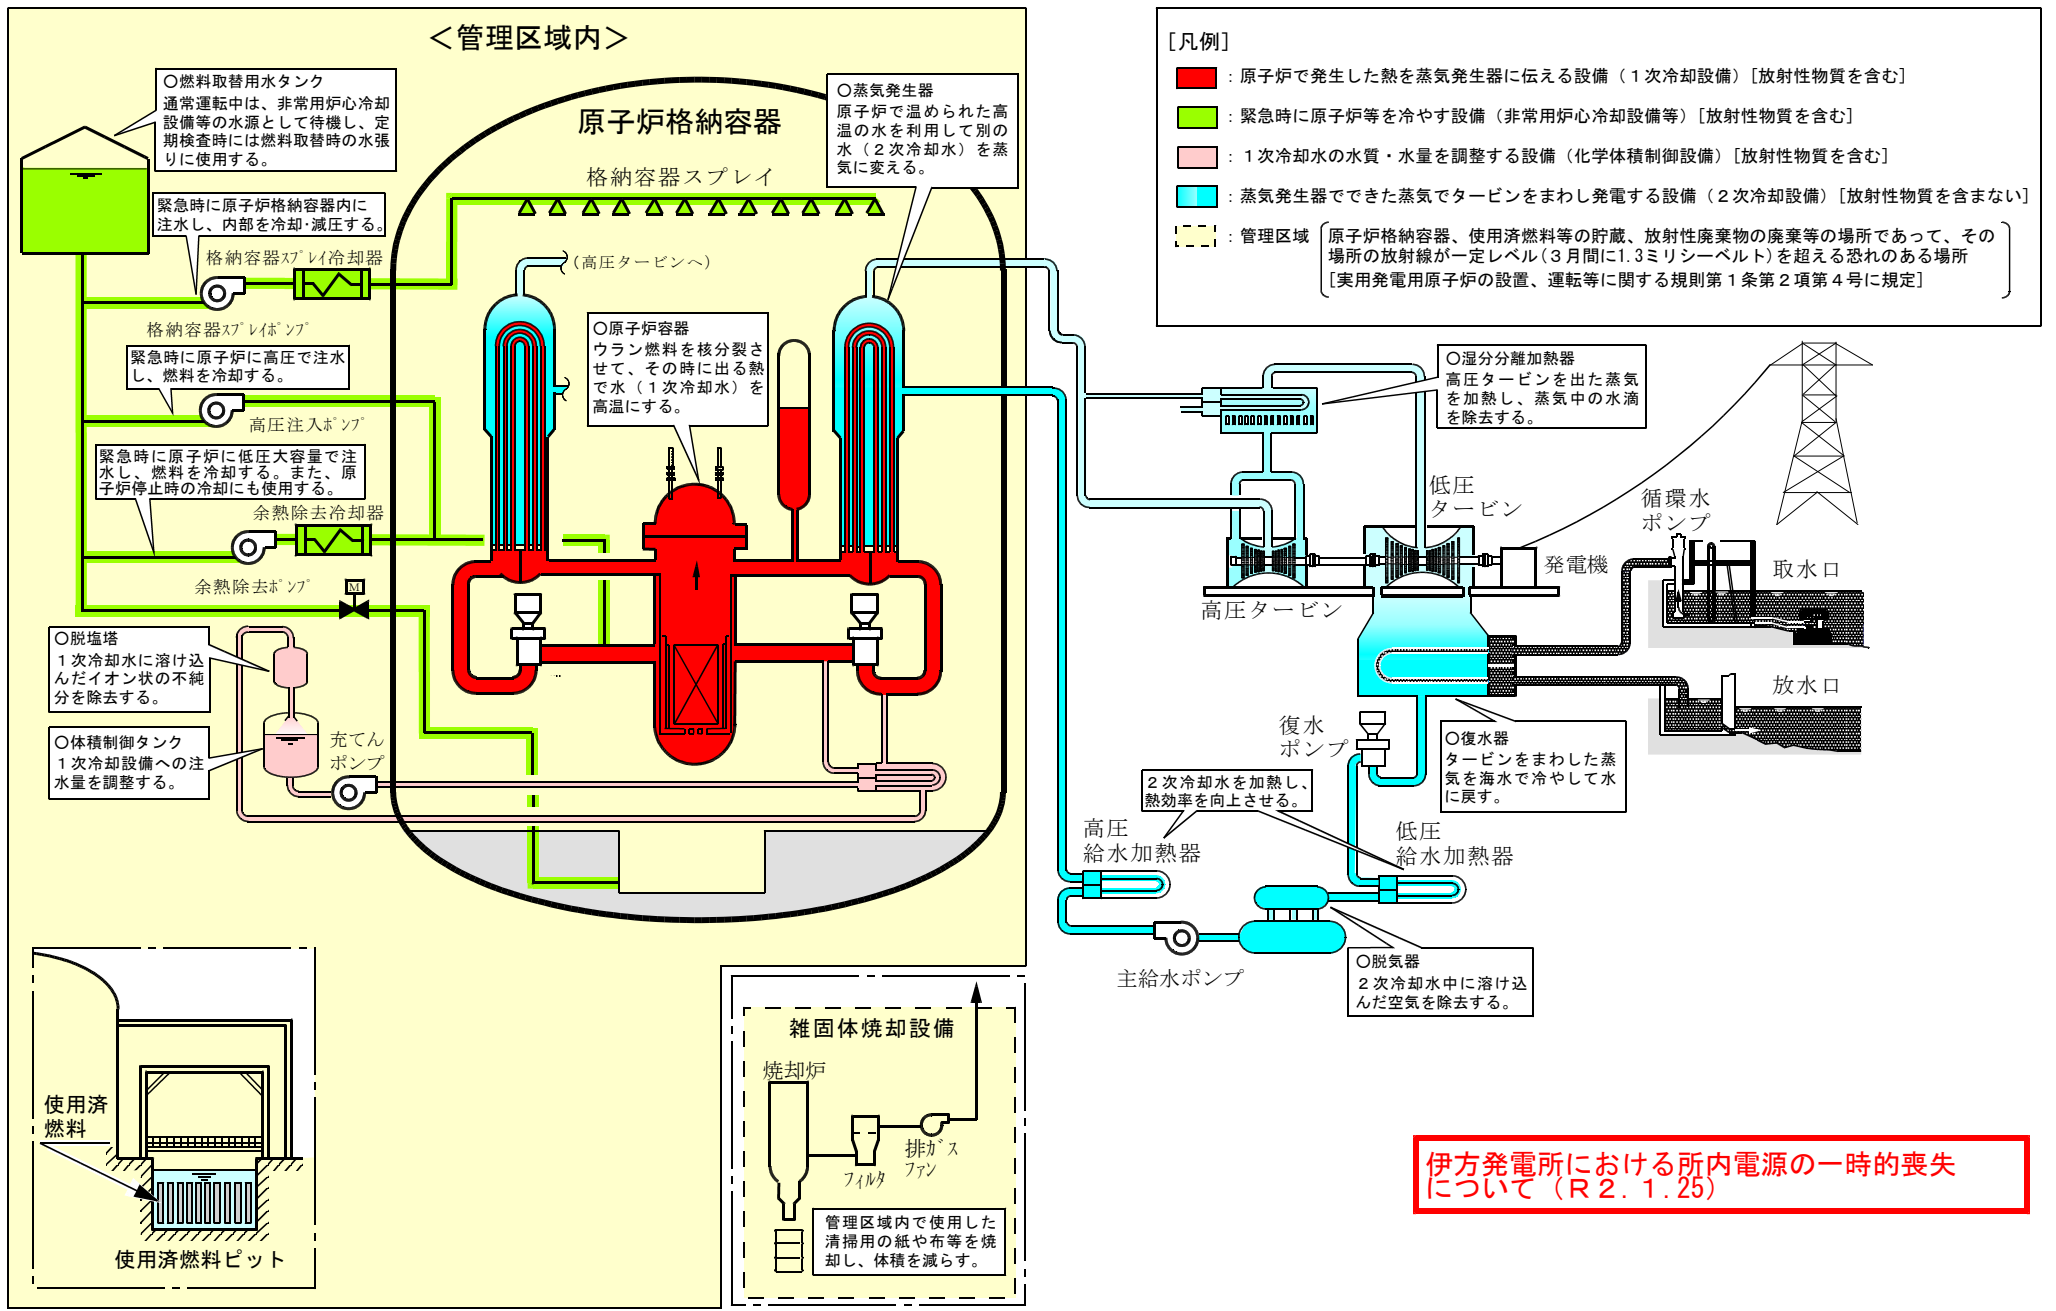 ＜管理区域内＞
○燃料取替用水タンク
通常運転中は、非常用炉心冷却
設備等の水源として待機し、定
期検査時には燃料取替時の水張
りに使用する。
緊急時に原子炉格納容器内に
注水し、内部を冷却･減圧する。
格納容器ｽﾌﾟﾚｲ冷却器
格納容器ｽﾌﾟﾚｲﾎﾟﾝﾌﾟ
緊急時に原子炉に高圧で注水
し、燃料を冷却する。
高圧注入ﾎﾟﾝﾌﾟ
緊急時に原子炉に低圧大容量で注
水し、燃料を冷却する。また、原
子炉停止時の冷却にも使用する。
余熱除去冷却器
余熱除去ﾎﾟﾝﾌﾟ
M
○脱塩塔
１次冷却水に溶け込
んだイオン状の不純
分を除去する。
○体積制御タンク
１次冷却設備への注
水量を調整する。
充てん
ポンプ
原子炉格納容器
格納容器スプレイ
（高圧タービンへ）
○蒸気発生器
原子炉で温められた高
温の水を利用して別の
水（２次冷却水）を蒸
気に変える。
○原子炉容器
ウラン燃料を核分裂さ
せて、その時に出る熱
で水（１次冷却水）を
高温にする。
［凡例］
：原子炉で発生した熱を蒸気発生器に伝える設備（１次冷却設備）［放射性物質を含む］
：緊急時に原子炉等を冷やす設備（非常用炉心冷却設備等）［放射性物質を含む］
：１次冷却水の水質・水量を調整する設備（化学体積制御設備）［放射性物質を含む］
：蒸気発生器でできた蒸気でタービンをまわし発電する設備（２次冷却設備）［放射性物質を含まない］
：管理区域
原子炉格納容器、使用済燃料等の貯蔵、放射性廃棄物の廃棄等の場所であって、その
場所の放射線が一定レベル(３月間に1.3ミリシーベルト)を超える恐れのある場所
［実用発電用原子炉の設置、運転等に関する規則第１条第２項第４号に規定］
○湿分分離加熱器
高圧タービンを出た蒸気
を加熱し、蒸気中の水滴
を除去する。
低圧
タービン
高圧タービン
発電機
循環水
ポンプ
取水口
放水口
復水
ポンプ
○復水器
タービンをまわした蒸
気を海水で冷やして水
に戻す。
２次冷却水を加熱し、
熱効率を向上させる。
高圧
給水加熱器
低圧
給水加熱器
主給水ポンプ
○脱気器
２次冷却水中に溶け込
んだ空気を除去する。
使用済
燃料
使用済燃料ピット
雑固体焼却設備
焼却炉
フィルタ
排ｶﾞｽ
ファン
管理区域内で使用した
清掃用の紙や布等を焼
却し、体積を減らす。
伊方発電所における所内電源の一時的喪失
について（Ｒ２．１.25）